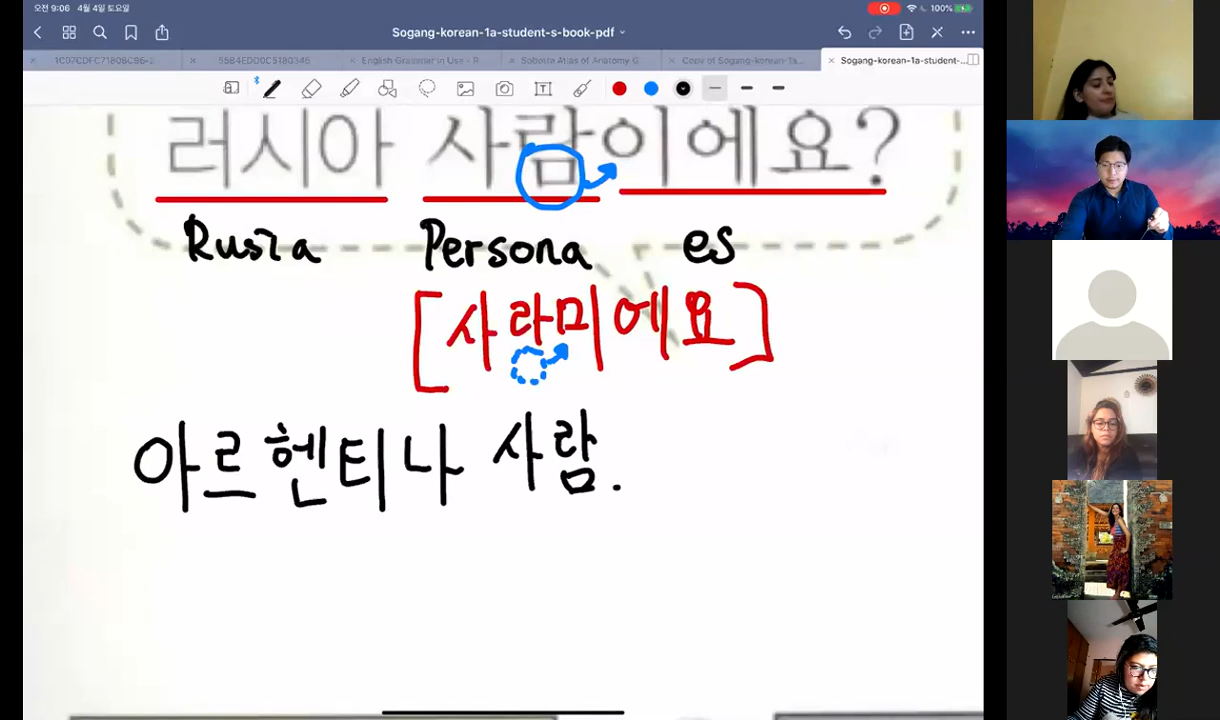 오전 9:06 4월 4일 토요일 100%
Sogang-korean-1a-student-s-book-pdf
English Grammar in Use - R Sobotta Atlas of Anatomy G Copy of Sogang-korean-1a... Sogang-korean-1a-student-...
러시아 사람이에요?
Rusia Persona es
[사라미에요]
아르헨티나 사람.